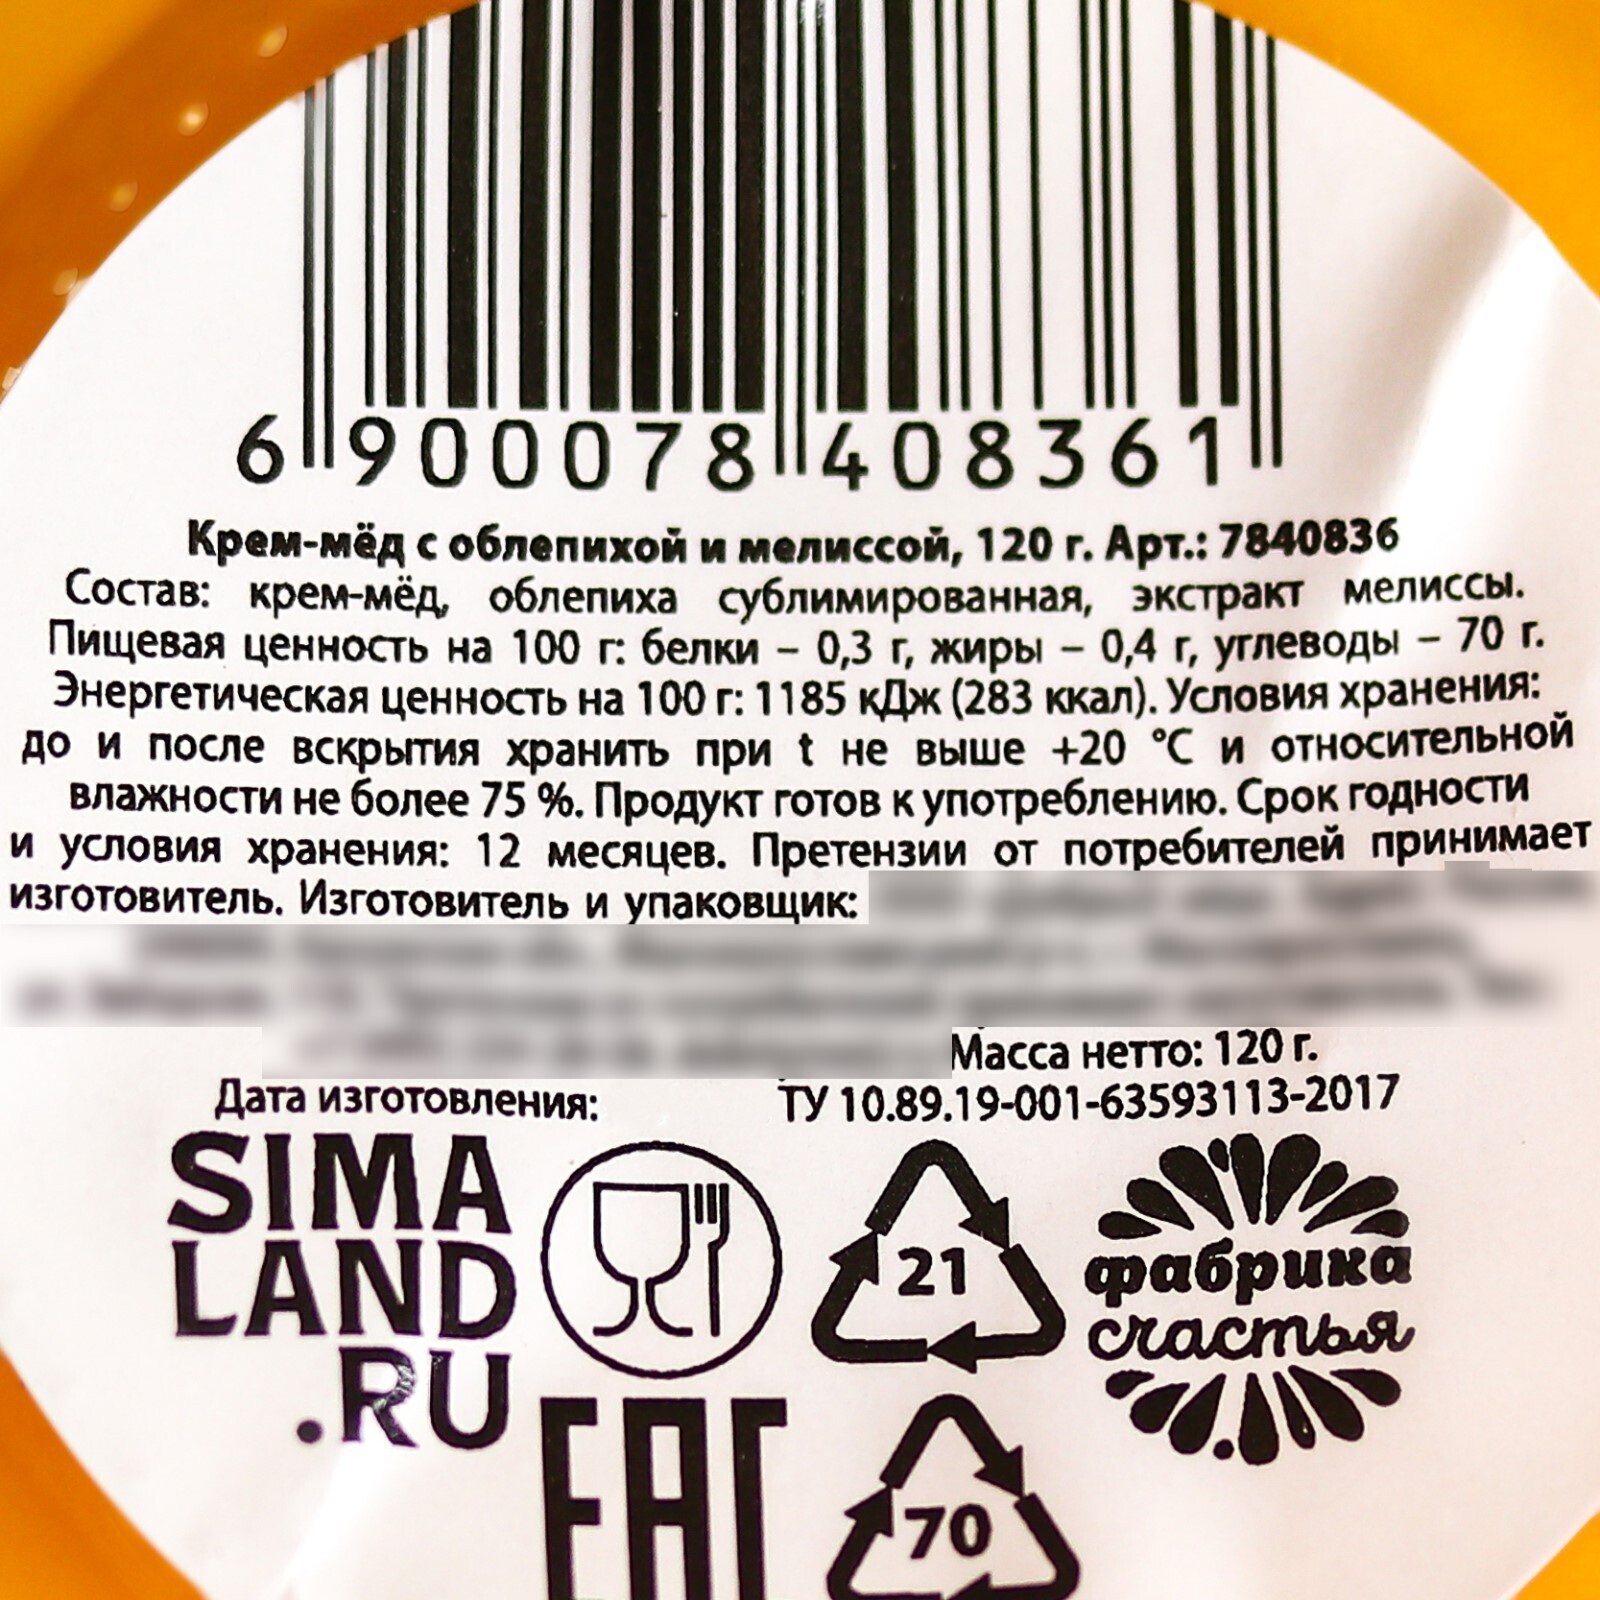 6 900078 408361
Крем-мёд с облепихой и мелиссой, 120 г. Арт.: 7840836
Состав: крем-мёд, облепиха сублимированная, экстракт мелиссы.
Пищевая ценность на 100 г: белки – 0,3 г, жиры – 0,4 г, углеводы – 70 г.
Энергетическая ценность на 100 г: 1185 кДж (283 ккал). Условия хранения:
до и после вскрытия хранить при t не выше +20 °С и относительной
влажности не более 75 %. Продукт готов к употреблению. Срок годности
и условия хранения: 12 месяцев. Претензии от потребителей принимает
изготовитель. Изготовитель и упаковщик:
Масса нетто: 120 г.
Дата изготовления: ТУ 10.89.19-001-63593113-2017
SIMA
LAND
.RU
21
фабрика
счастья
EAC
70